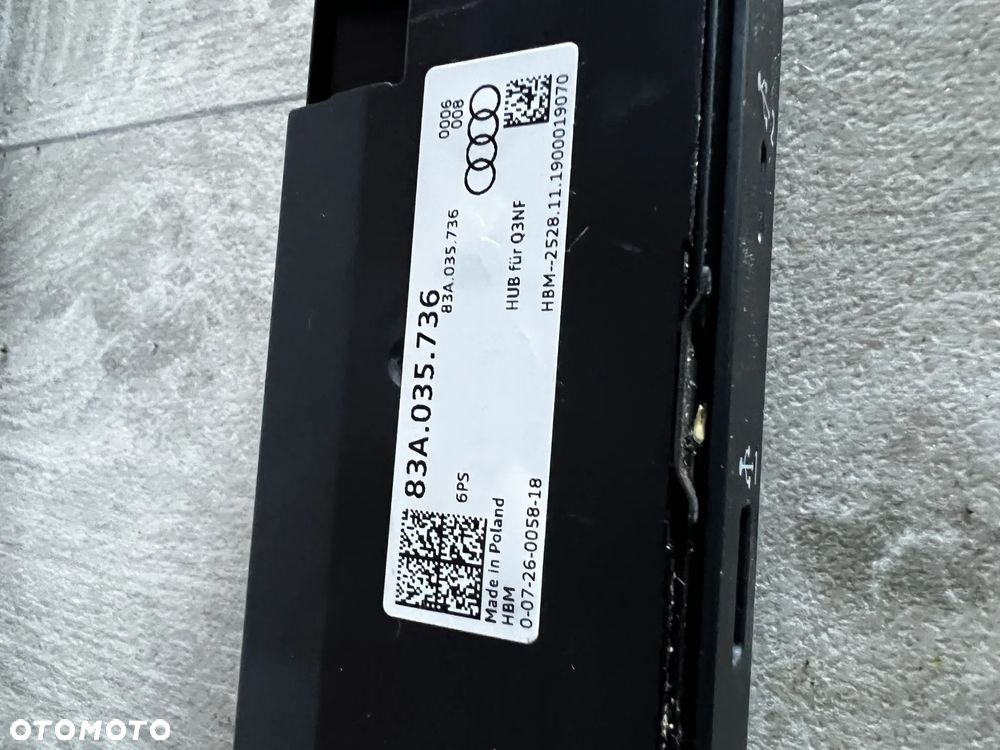 83A.035.736
0006
008
83A.035.736
6PS
HUB für Q3NF
Made in Poland
HBM
0-07-26-0058-18
HBM--2528.11.1900019070
OTOMOTO